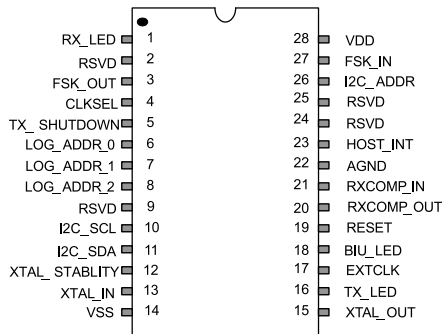 RX_LED 1 28 VDD
RSVD 2 27 FSK_IN
FSK_OUT 3 26 I2C_ADDR
CLKSEL 4 25 RSVD
TX_ SHUTDOWN 5 24 RSVD
LOG_ADDR_0 6 23 HOST_INT
LOG_ADDR_1 7 22 AGND
LOG_ADDR_2 8 21 RXCOMP_IN
RSVD 9 20 RXCOMP_OUT
I2C_SCL 10 19 RESET
I2C_SDA 11 18 BIU_LED
XTAL_STABLITY 12 17 EXTCLK
XTAL_IN 13 16 TX_LED
VSS 14 15 XTAL_OUT